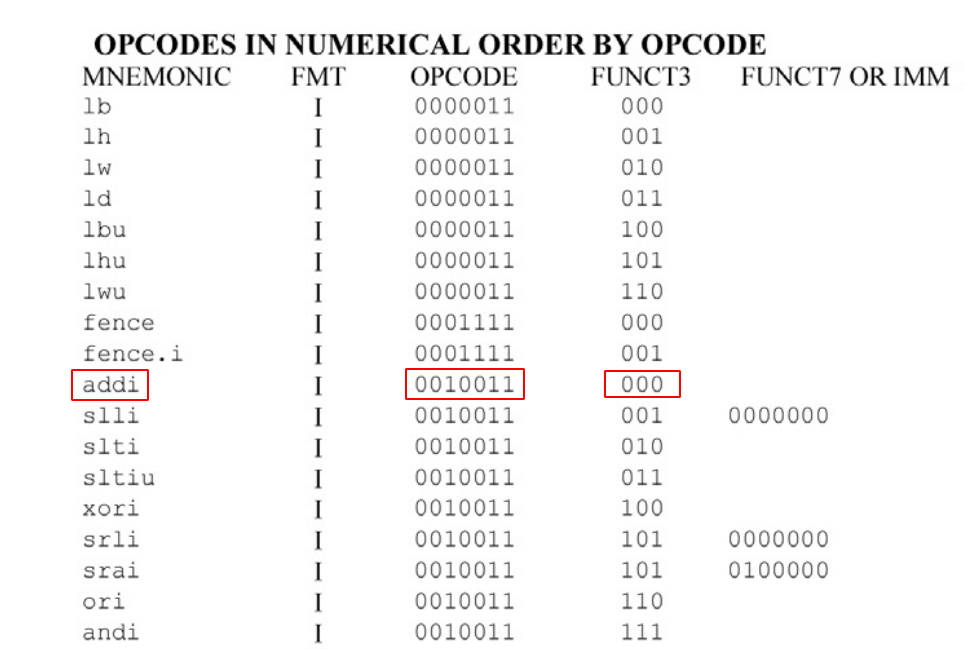 OPCODES IN NUMERICAL ORDER BY OPCODE
MNEMONIC FMT OPCODE FUNCT3 FUNCT7 OR IMM
lb I 0000011 000
lh I 0000011 001
lw I 0000011 010
ld I 0000011 011
lbu I 0000011 100
lhu I 0000011 101
lwu I 0000011 110
fence I 0001111 000
fence.i I 0001111 001
addi I 0010011 000
slli I 0010011 001 0000000
slti I 0010011 010
sltiu I 0010011 011
xori I 0010011 100
srli I 0010011 101 0000000
srai I 0010011 101 0100000
ori I 0010011 110
andi I 0010011 111